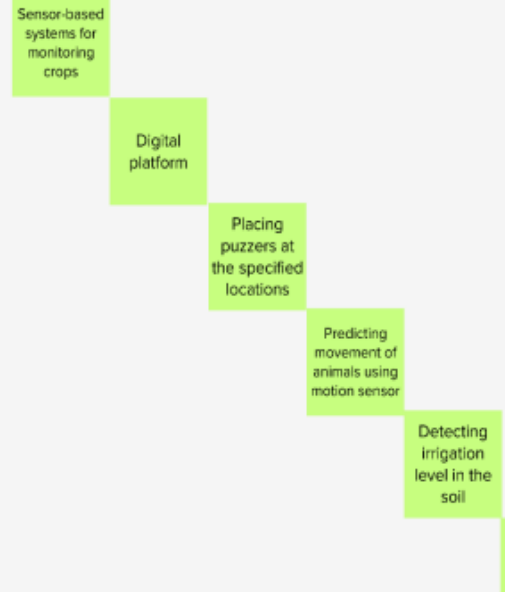 Sensor-based
systems for
monitoring
crops
Digital
platform
Placing
puzzers at
the specified
locations
Predicting
movement of
animals using
motion sensor
Detecting
irrigation
level in the
soil